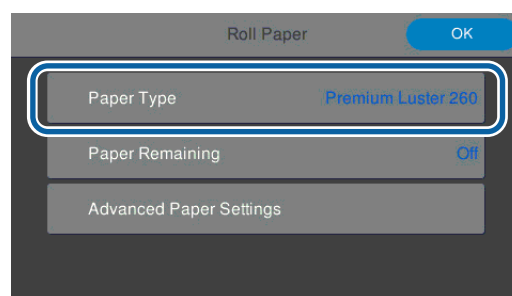 Roll Paper OK
Paper Type Premium Luster 260
Paper Remaining Off
Advanced Paper Settings